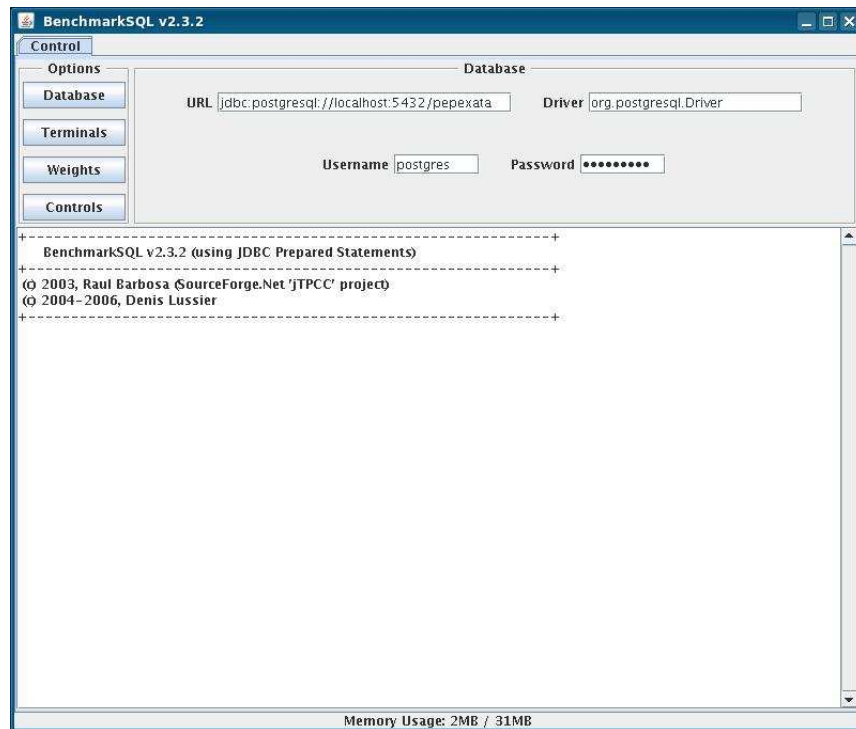 BenchmarkSQL v2.3.2
Control
Options
Database
Terminals
Weights
Controls
Database
URL jdbc:postgresql://localhost:5432/pepexata Driver org.postgresql.Driver
Username postgres Password •••••••••
+-----------------------------------------------------------+
BenchmarkSQL v2.3.2 (using JDBC Prepared Statements)
+-----------------------------------------------------------+
(c) 2003, Raul Barbosa (SourceForge.Net 'jTPCC' project)
(c) 2004-2006, Denis Lussier
+-----------------------------------------------------------+
Memory Usage: 2MB / 31MB